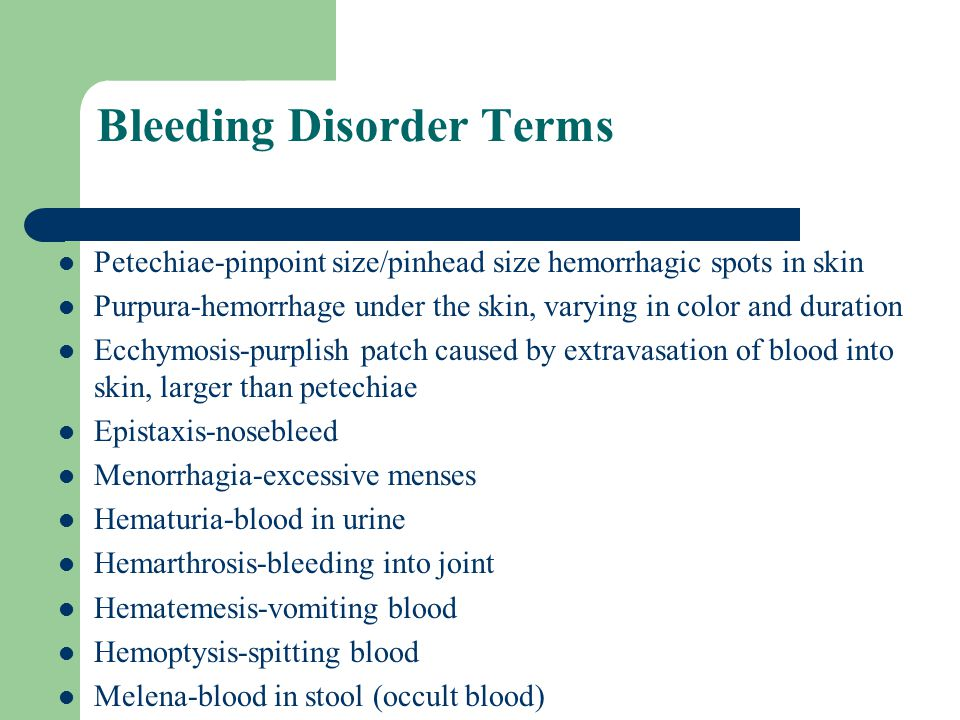 Bleeding Disorder Terms
Petechiae-pinpoint size/pinhead size hemorrhagic spots in skin
Purpura-hemorrhage under the skin, varying in color and duration
Ecchymosis-purplish patch caused by extravasation of blood into
skin, larger than petechiae
Epistaxis-nosebleed
Menorrhagia-excessive menses
Hematuria-blood in urine
Hemarthrosis-bleeding into joint
Hematemesis-vomiting blood
Hemoptysis-spitting blood
Melena-blood in stool (occult blood)